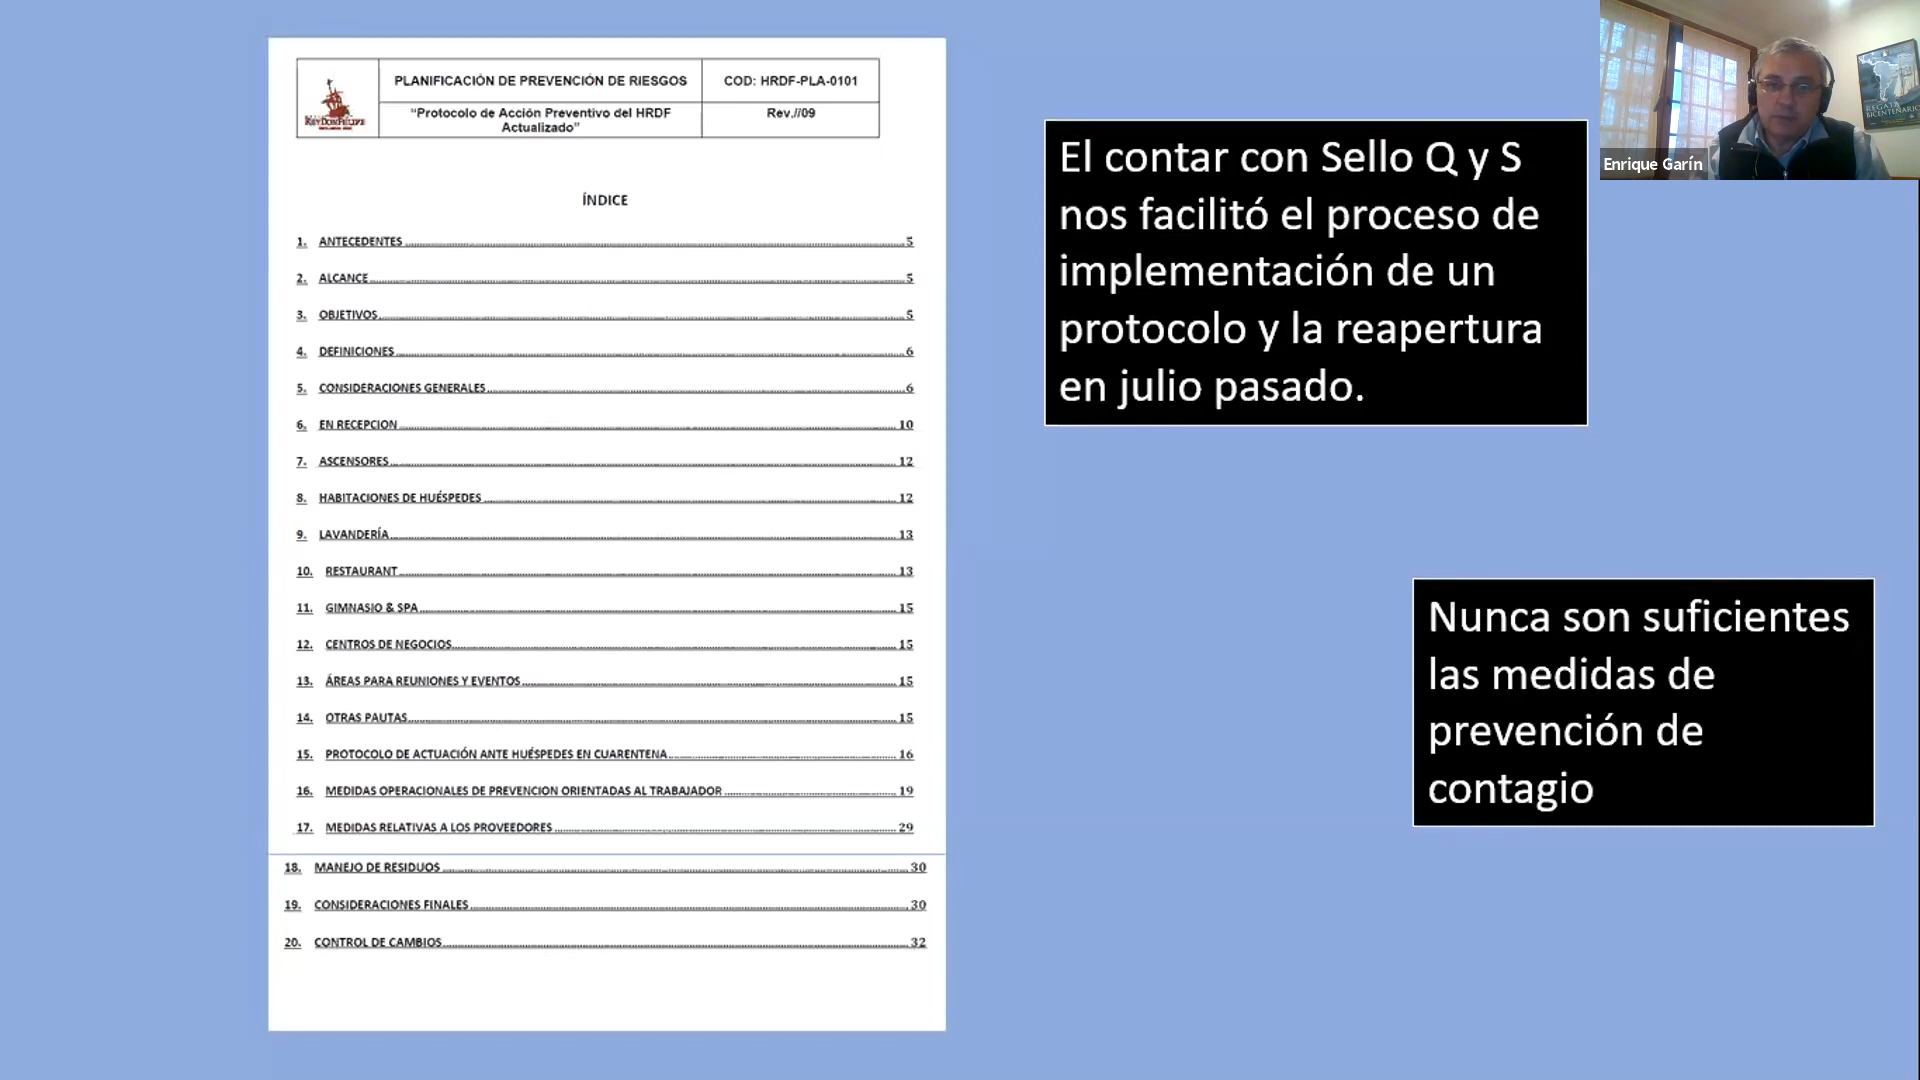 PLANIFICACIÓN DE PREVENCIÓN DE RIESGOS
COD: HRDF-PLA-0101
"Protocolo de Acción Preventivo del HRDF
Actualizado"
Rev.//09
REYDONFELIPE
ÍNDICE
1. ANTECEDENTES 5
2. ALCANCE 5
3. OBJETIVOS 5
4. DEFINICIONES 6
5. CONSIDERACIONES GENERALES 6
6. EN RECEPCION 10
7. ASCENSORES 12
8. HABITACIONES DE HUÉSPEDES 12
9. LAVANDERÍA 13
10. RESTAURANT 13
11. GIMNASIO & SPA 15
12. CENTROS DE NEGOCIOS 15
13. ÁREAS PARA REUNIONES Y EVENTOS 15
14. OTRAS PAUTAS 15
15. PROTOCOLO DE ACTUACIÓN ANTE HUÉSPEDES EN CUARENTENA 16
16. MEDIDAS OPERACIONALES DE PREVENCION ORIENTADAS AL TRABAJADOR 19
17. MEDIDAS RELATIVAS A LOS PROVEEDORES 29
18. MANEJO DE RESIDUOS 30
19. CONSIDERACIONES FINALES 30
20. CONTROL DE CAMBIOS 32
El contar con Sello Q y S
nos facilitó el proceso de
implementación de un
protocolo y la reapertura
en julio pasado.
Nunca son suficientes
las medidas de
prevención de
contagio
Enrique Garín
REGATA
BICENTENARIO